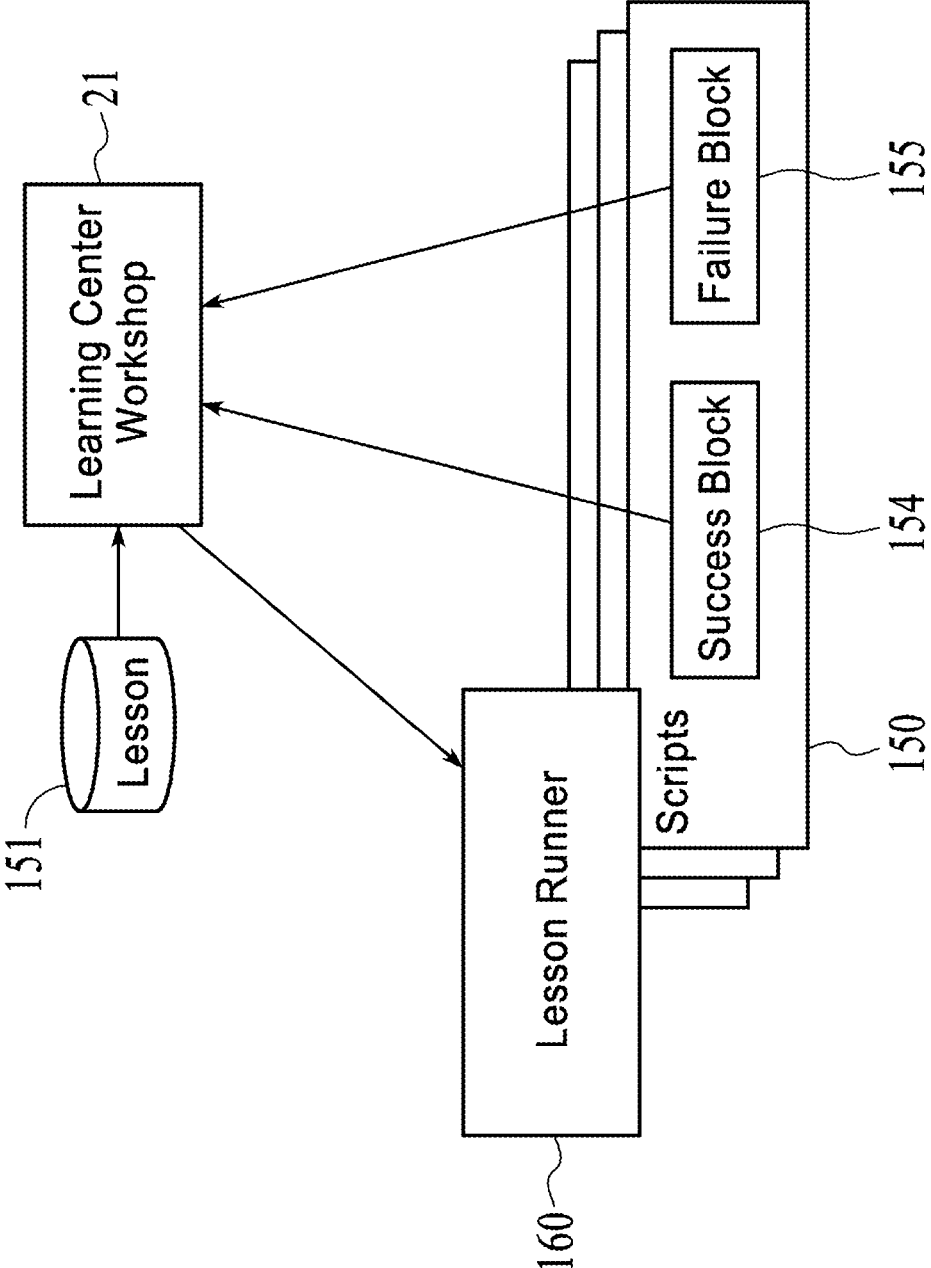 151
Lesson
21
Learning Center
Workshop
160
Lesson Runner
Scripts
Success Block
Failure Block
150
154
155